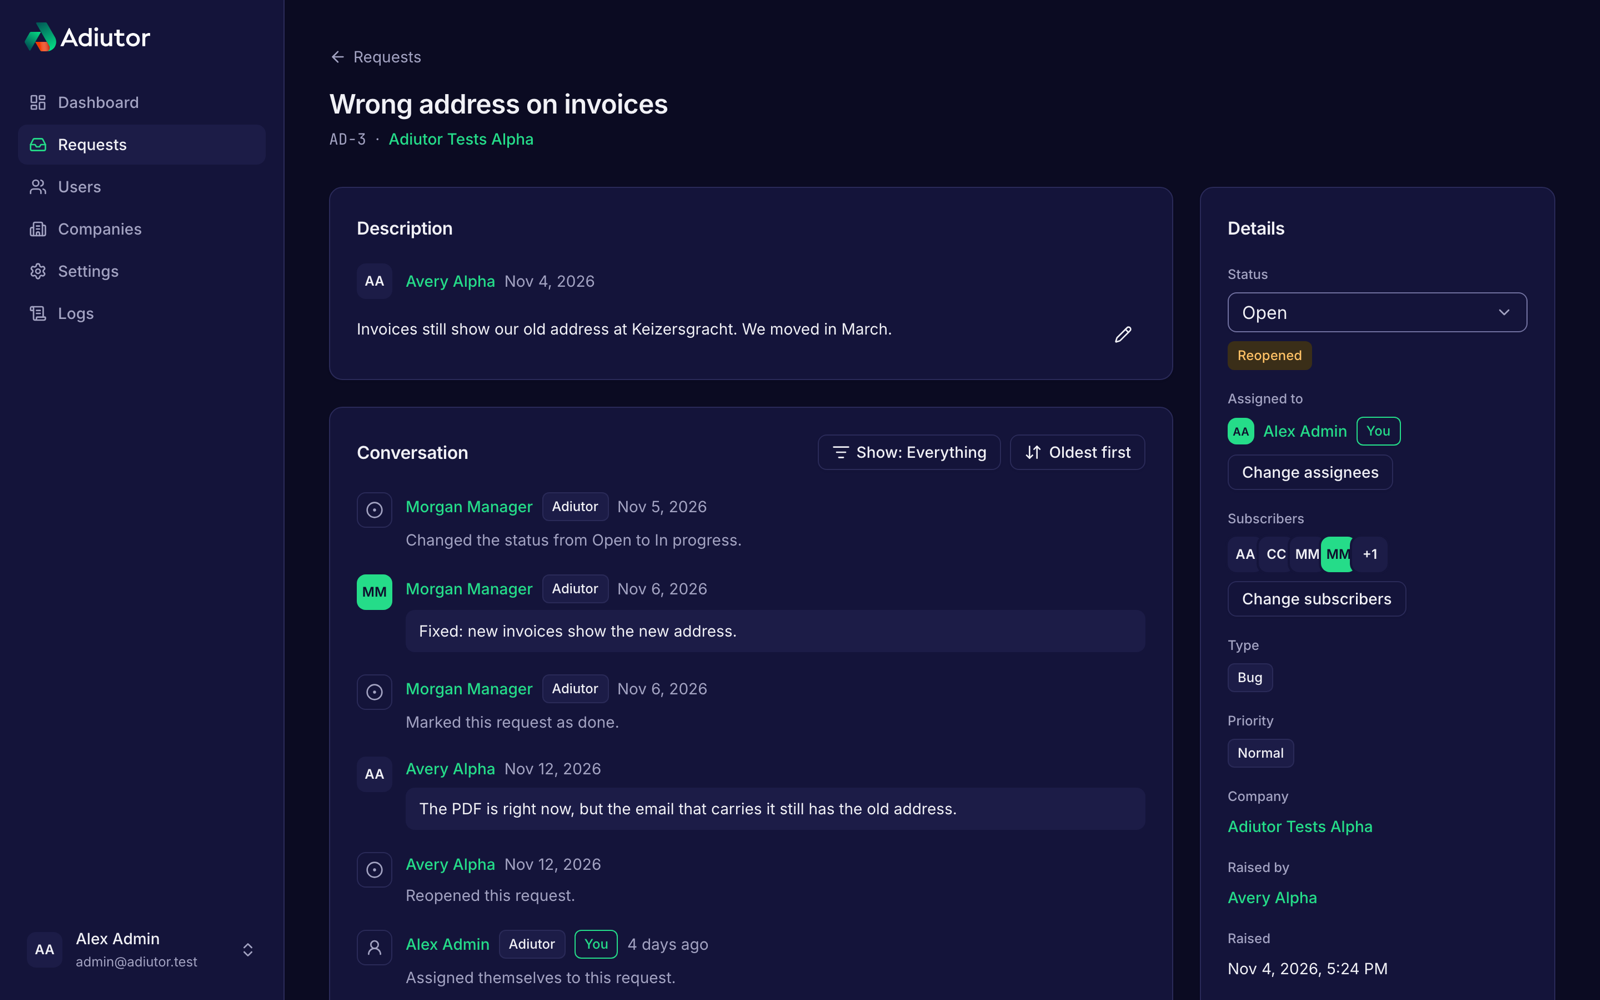 Adiutor
Dashboard
Requests
Users
Companies
Settings
Logs
AA
Alex Admin
admin@adiutor.test
Requests
Wrong address on invoices
AD-3 · Adiutor Tests Alpha
Description
AA Avery Alpha Nov 4, 2026
Invoices still show our old address at Keizersgracht. We moved in March.
Conversation Show: Everything Oldest first
Morgan Manager Adiutor Nov 5, 2026
Changed the status from Open to In progress.
MM Morgan Manager Adiutor Nov 6, 2026
Fixed: new invoices show the new address.
Morgan Manager Adiutor Nov 6, 2026
Marked this request as done.
AA Avery Alpha Nov 12, 2026
The PDF is right now, but the email that carries it still has the old address.
Avery Alpha Nov 12, 2026
Reopened this request.
Alex Admin Adiutor You 4 days ago
Assigned themselves to this request.
Details
Status
Open
Reopened
Assigned to
AA Alex Admin You
Change assignees
Subscribers
AA CC MM MM +1
Change subscribers
Type
Bug
Priority
Normal
Company
Adiutor Tests Alpha
Raised by
Avery Alpha
Raised
Nov 4, 2026, 5:24 PM